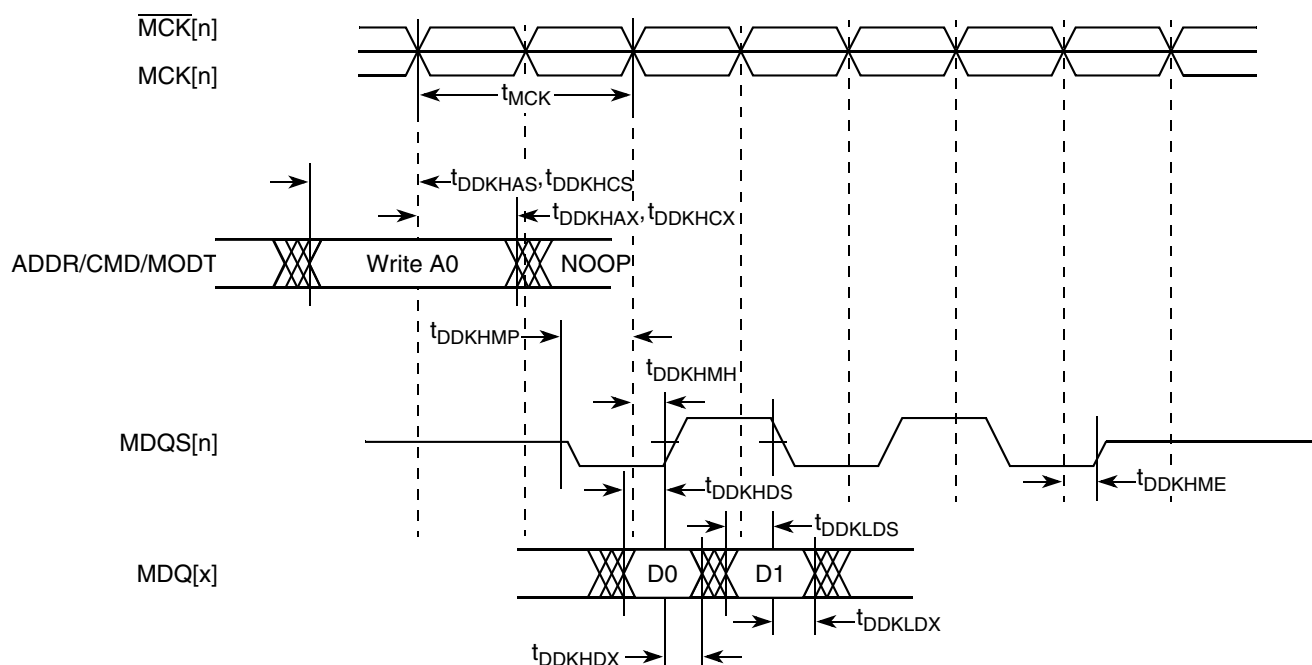 M̅C̅K̅[n]
MCK[n]
tMCK
tDDKHAS,tDDKHCS
tDDKHAX,tDDKHCX
ADDR/CMD/MODT
Write A0
NOOP
tDDKHMP
tDDKHMH
MDQS[n]
tDDKHDS
tDDKHME
tDDKLDS
MDQ[x]
D0
D1
tDDKLDX
tDDKHDX